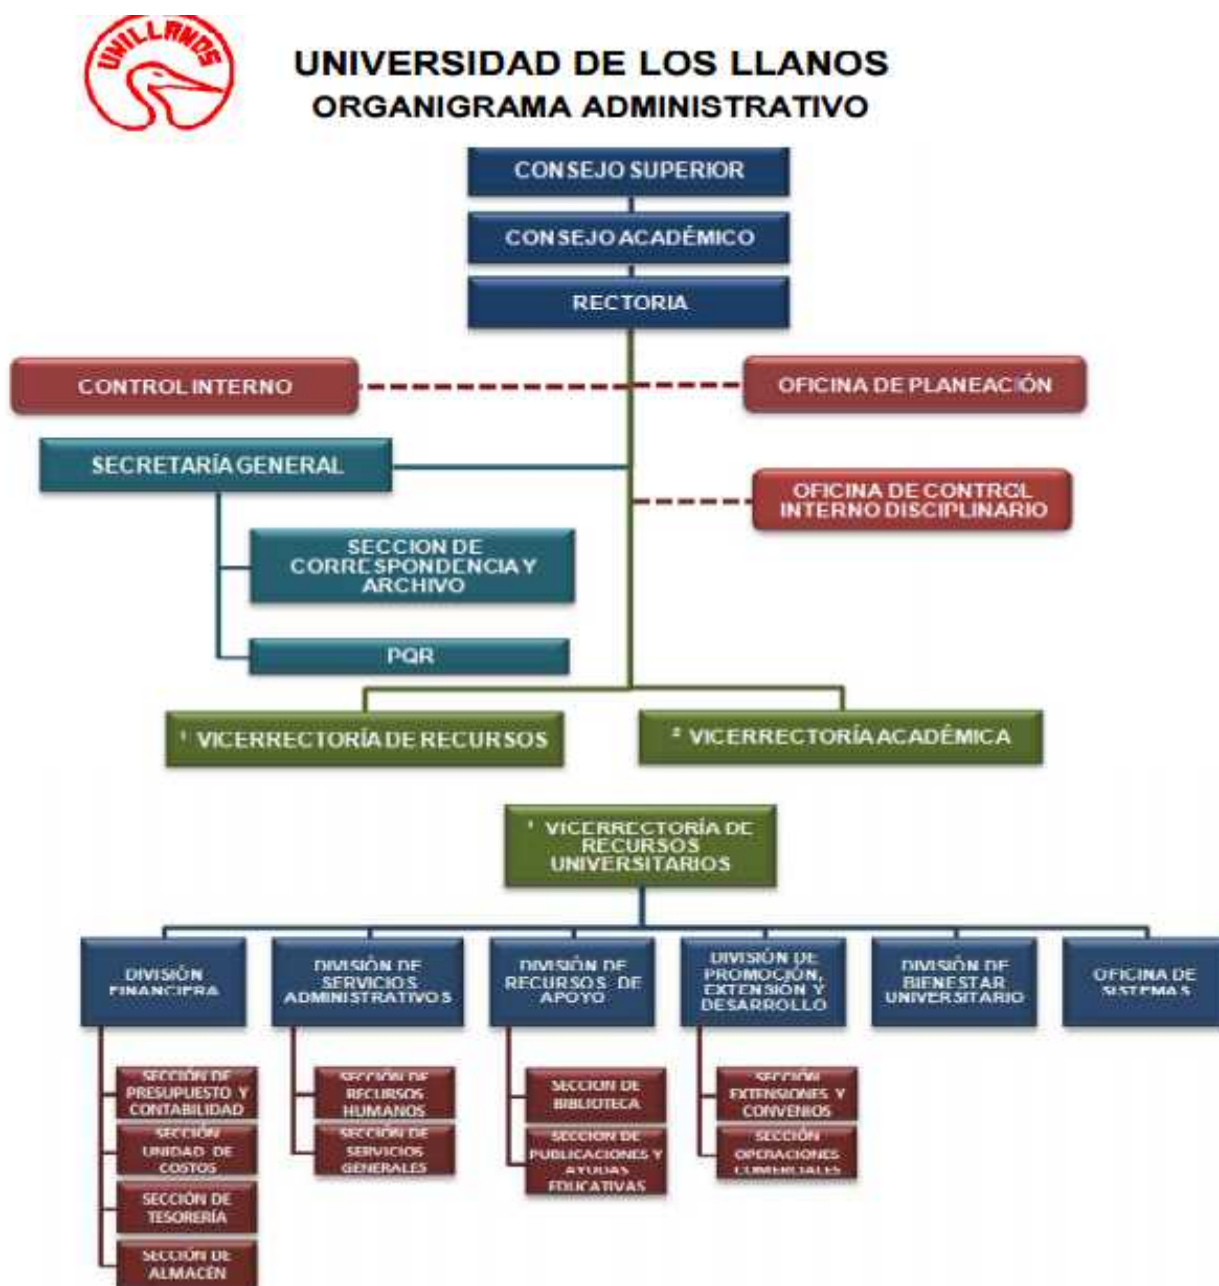 UNILLANOS
UNIVERSIDAD DE LOS LLANOS
ORGANIGRAMA ADMINISTRATIVO
CONSEJO SUPERIOR
CONSEJO ACADÉMICO
RECTORIA
CONTROL INTERNO
OFICINA DE PLANEACIÓN
SECRETARÍA GENERAL
OFICINA DE CONTROL
INTERNO DISCIPLINARIO
SECCION DE
CORRESPONDENCIA Y
ARCHIVO
PQR
¹ VICERRECTORÍA DE RECURSOS
² VICERRECTORÍA ACADÉMICA
¹ VICERRECTORÍA DE
RECURSOS
UNIVERSITARIOS
DIVISIÓN
FINANCIERA
DIVISIÓN DE
SERVICIOS
ADMINISTRATIVOS
DIVISIÓN DE
RECURSOS DE
APOYO
DIVISIÓN DE
PROMOCIÓN,
EXTENSIÓN Y
DESARROLLO
DIVISIÓN DE
BIENESTAR
UNIVERSITARIO
OFICINA DE
SISTEMAS
SECCIÓN DE
PRESUPUESTO Y
CONTABILIDAD
SECCIÓN
UNIDAD DE
COSTOS
SECCIÓN DE
TESORERÍA
SECCIÓN DE
ALMACÉN
SECCIÓN DE
RECURSOS
HUMANOS
SECCIÓN DE
SERVICIOS
GENERALES
SECCION DE
BIBLIOTECA
SECCION DE
PUBLICACIONES Y
AYUDAS
EDUCATIVAS
SECCIÓN
EXTENSIONES Y
CONVENIOS
SECCIÓN
OPERACIONES
COMERCIALES